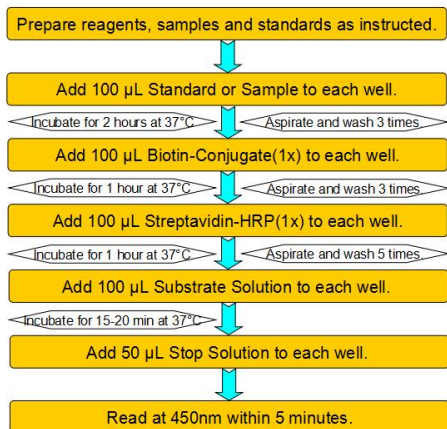 Prepare reagents, samples and standards as instructed.
Add 100 µL Standard or Sample to each well.
Incubate for 2 hours at 37°C
Aspirate and wash 3 times
Add 100 µL Biotin-Conjugate(1x) to each well.
Incubate for 1 hour at 37°C
Aspirate and wash 3 times
Add 100 µL Streptavidin-HRP(1x) to each well.
Incubate for 1 hour at 37°C
Aspirate and wash 5 times
Add 100 µL Substrate Solution to each well.
Incubate for 15-20 min at 37°C
Add 50 µL Stop Solution to each well.
Read at 450nm within 5 minutes.